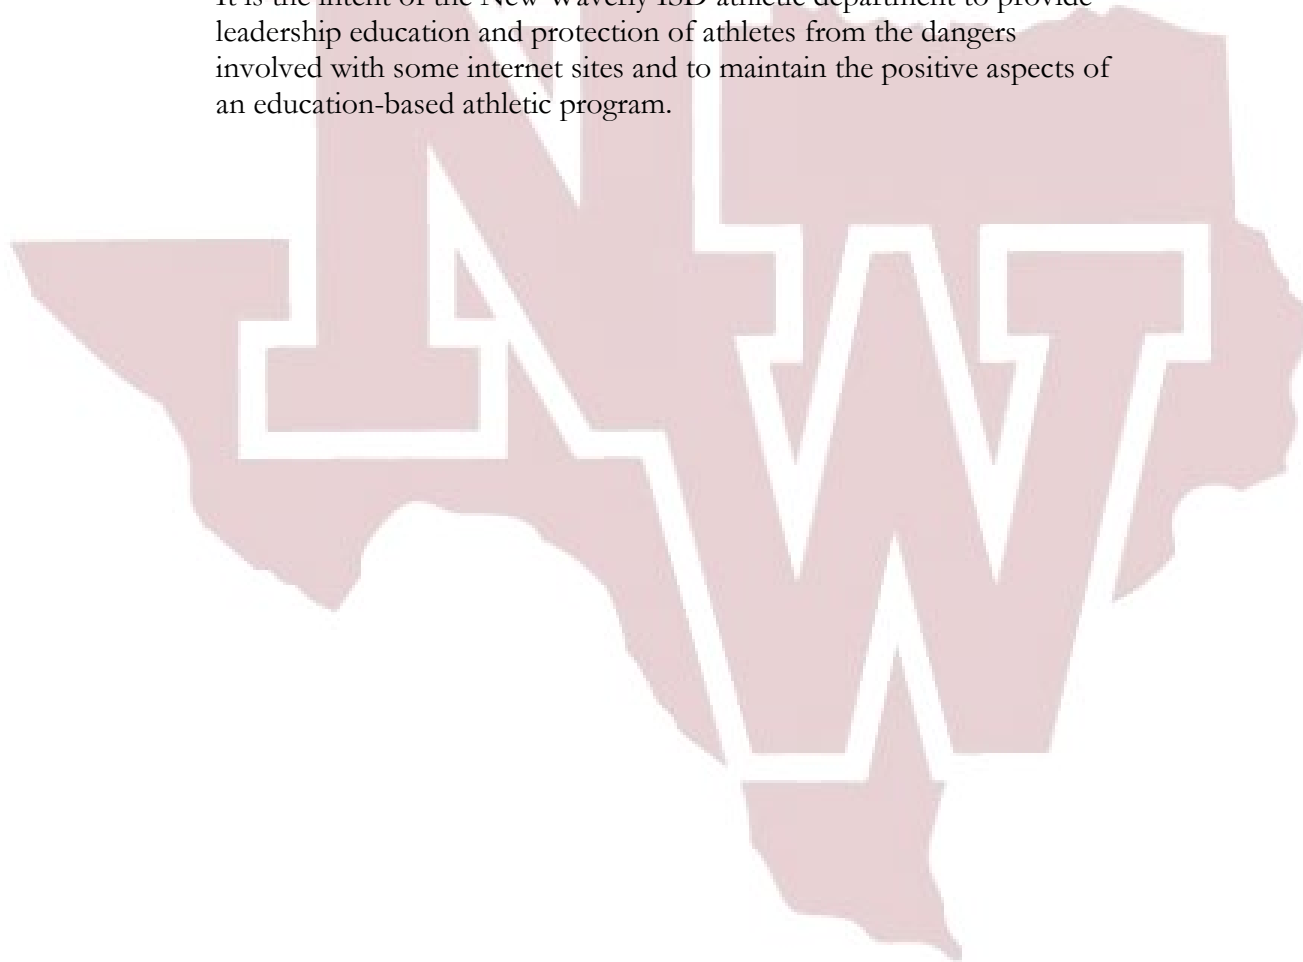 It is the intent of the New Waverly ISD athletic department to provide
leadership education and protection of athletes from the dangers
involved with some internet sites and to maintain the positive aspects of
an education-based athletic program.
NW